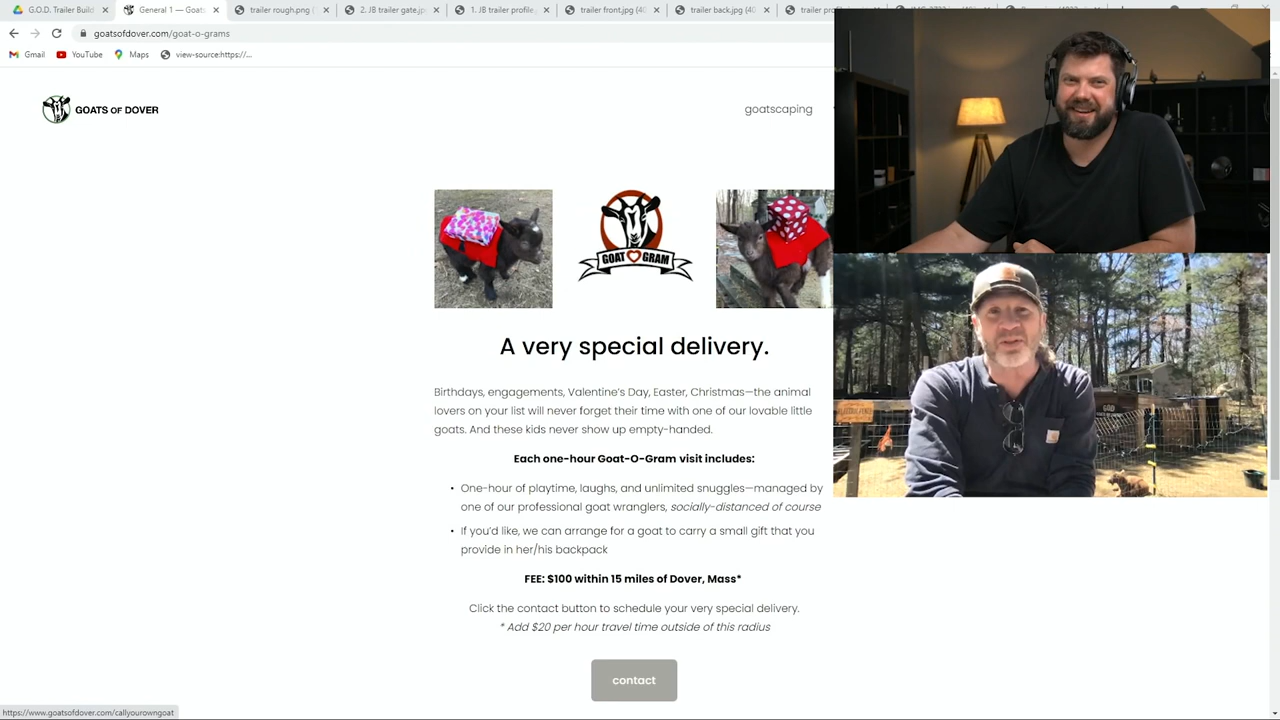 G.O.D. Trailer Build
General 1 — Goat
trailer rough.png (
2. JB trailer gate.jp
1. JB trailer profile
trailer front.jpg (40
trailer back.jpg (40
trailer pro
goatsofdover.com/goat-o-grams
Gmail
YouTube
Maps
view-source:https://...
GOATS OF DOVER
goatscaping
GOAT GRAM
A very special delivery.
Birthdays, engagements, Valentine's Day, Easter, Christmas—the animal
lovers on your list will never forget their time with one of our lovable little
goats. And these kids never show up empty-handed.
Each one-hour Goat-O-Gram visit includes:
• One-hour of playtime, laughs, and unlimited snuggles—managed by
one of our professional goat wranglers, socially-distanced of course
• If you'd like, we can arrange for a goat to carry a small gift that you
provide in her/his backpack
FEE: $100 within 15 miles of Dover, Mass*
Click the contact button to schedule your very special delivery.
* Add $20 per hour travel time outside of this radius
contact
https://www.goatsofdover.com/callyourowngoat